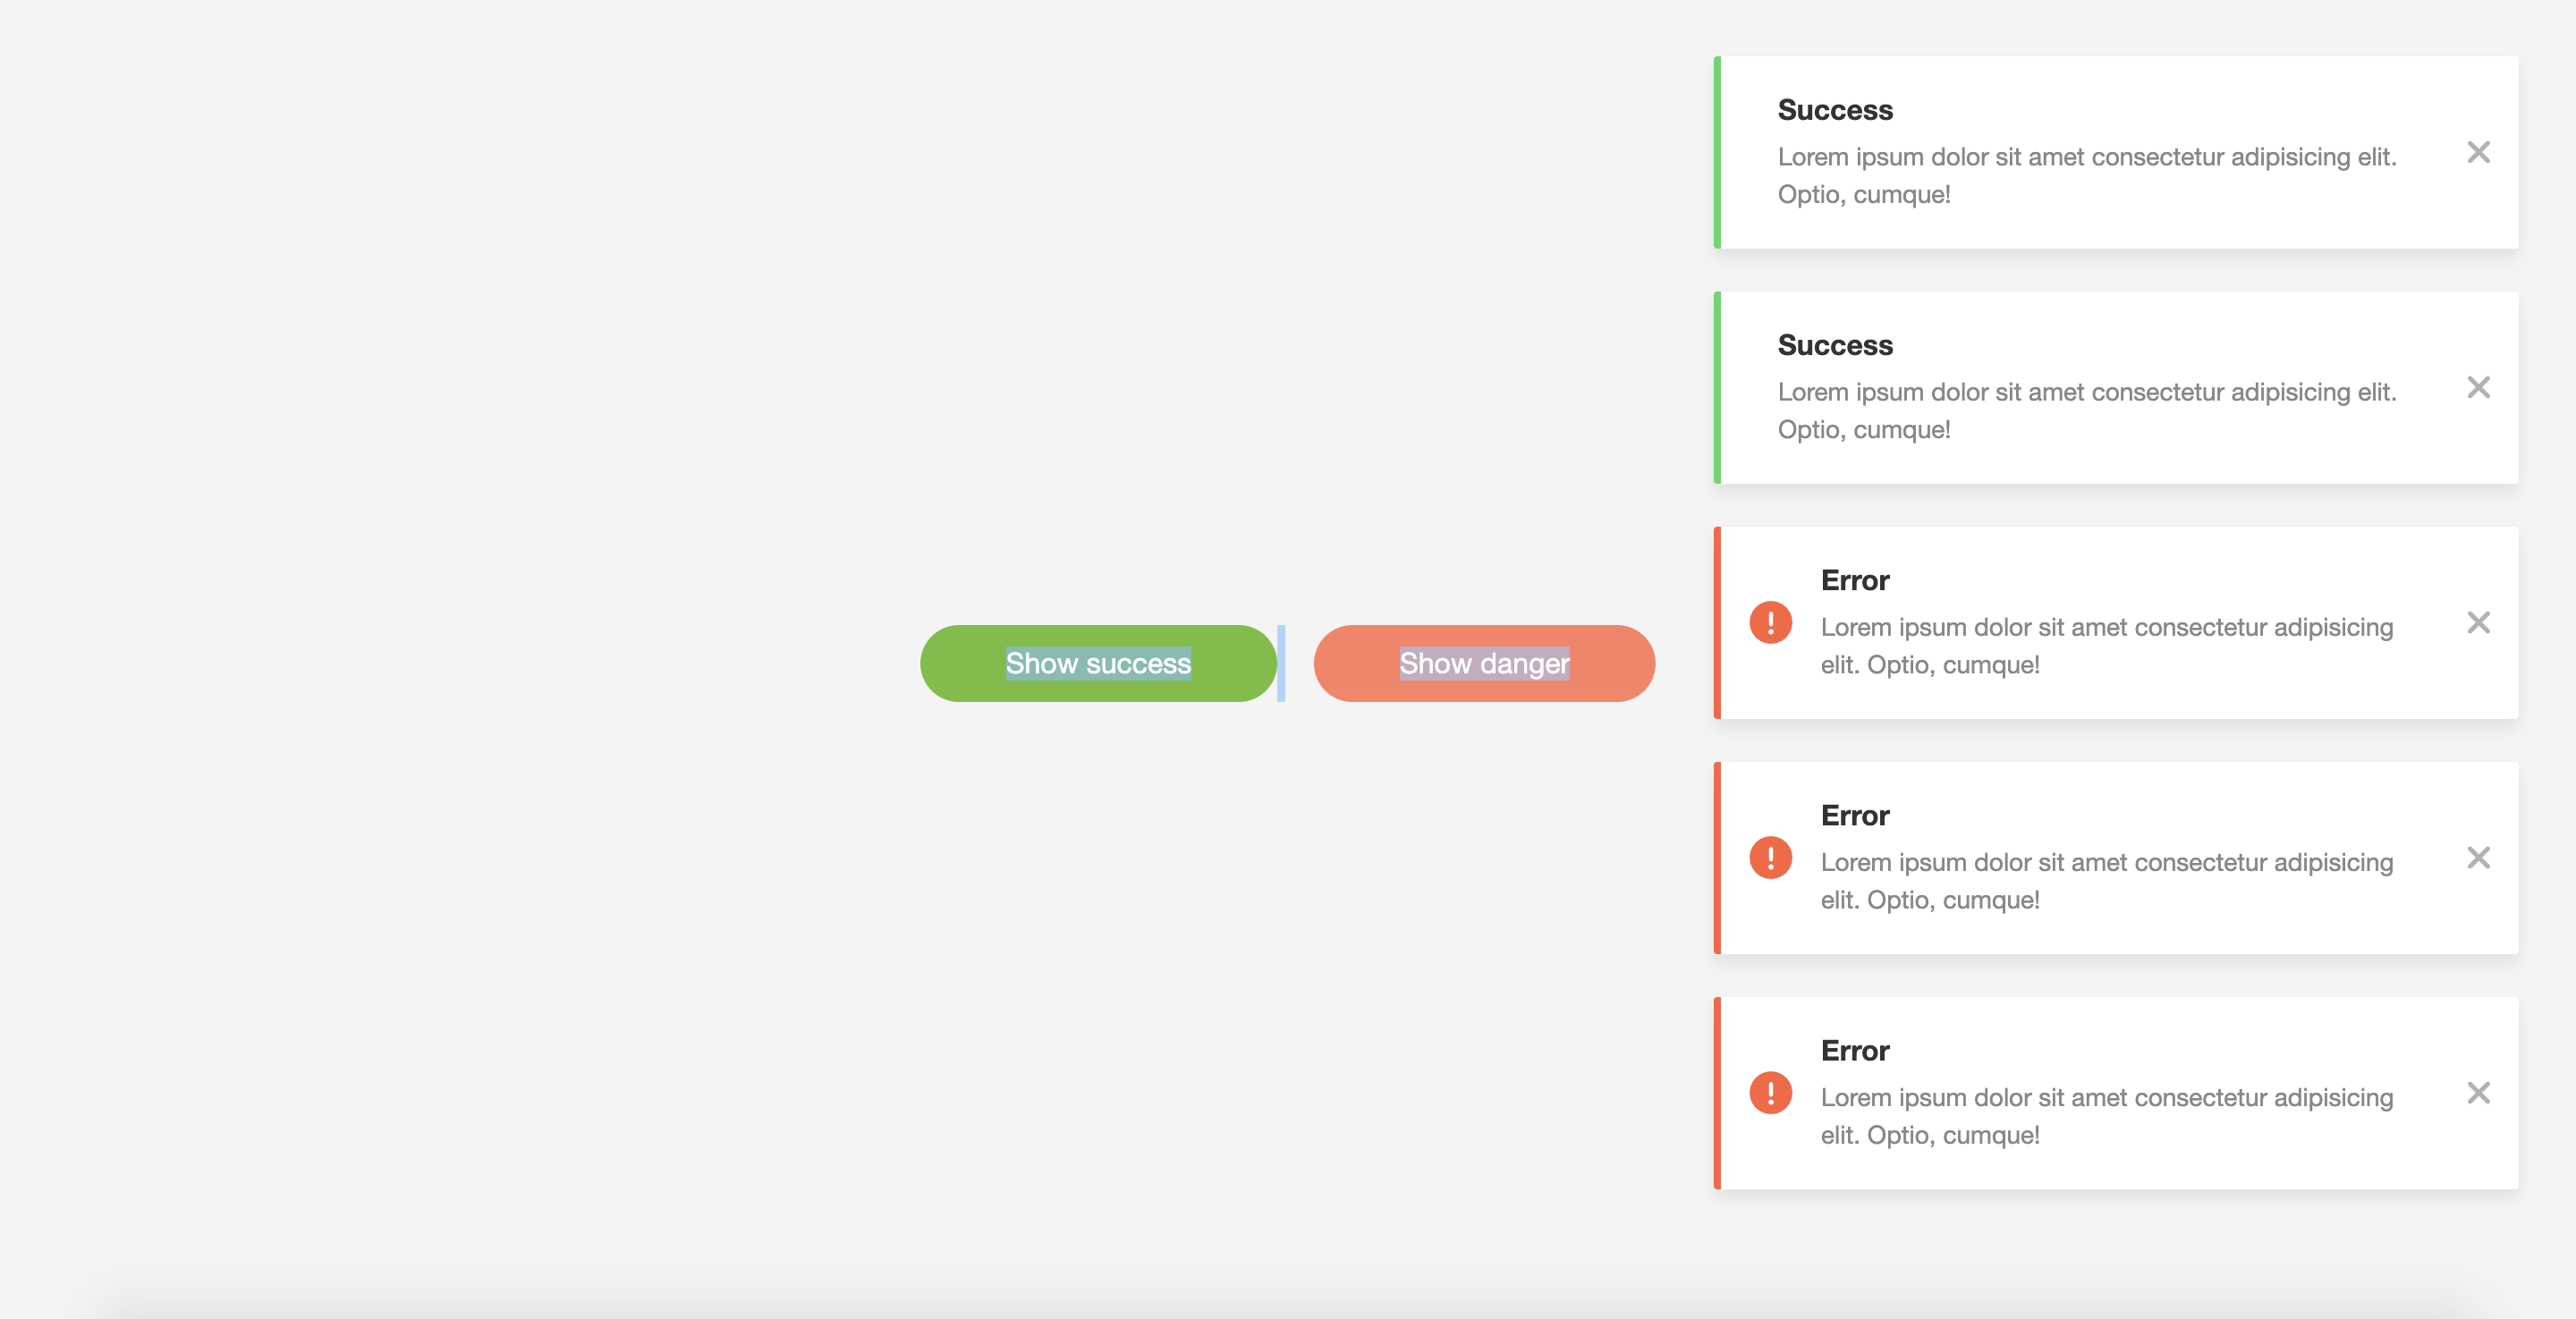 Success
Lorem ipsum dolor sit amet consectetur adipisicing elit.
Optio, cumque!
Success
Lorem ipsum dolor sit amet consectetur adipisicing elit.
Optio, cumque!
Error
Lorem ipsum dolor sit amet consectetur adipisicing
elit. Optio, cumque!
Show success
Show danger
Error
Lorem ipsum dolor sit amet consectetur adipisicing
elit. Optio, cumque!
Error
Lorem ipsum dolor sit amet consectetur adipisicing
elit. Optio, cumque!